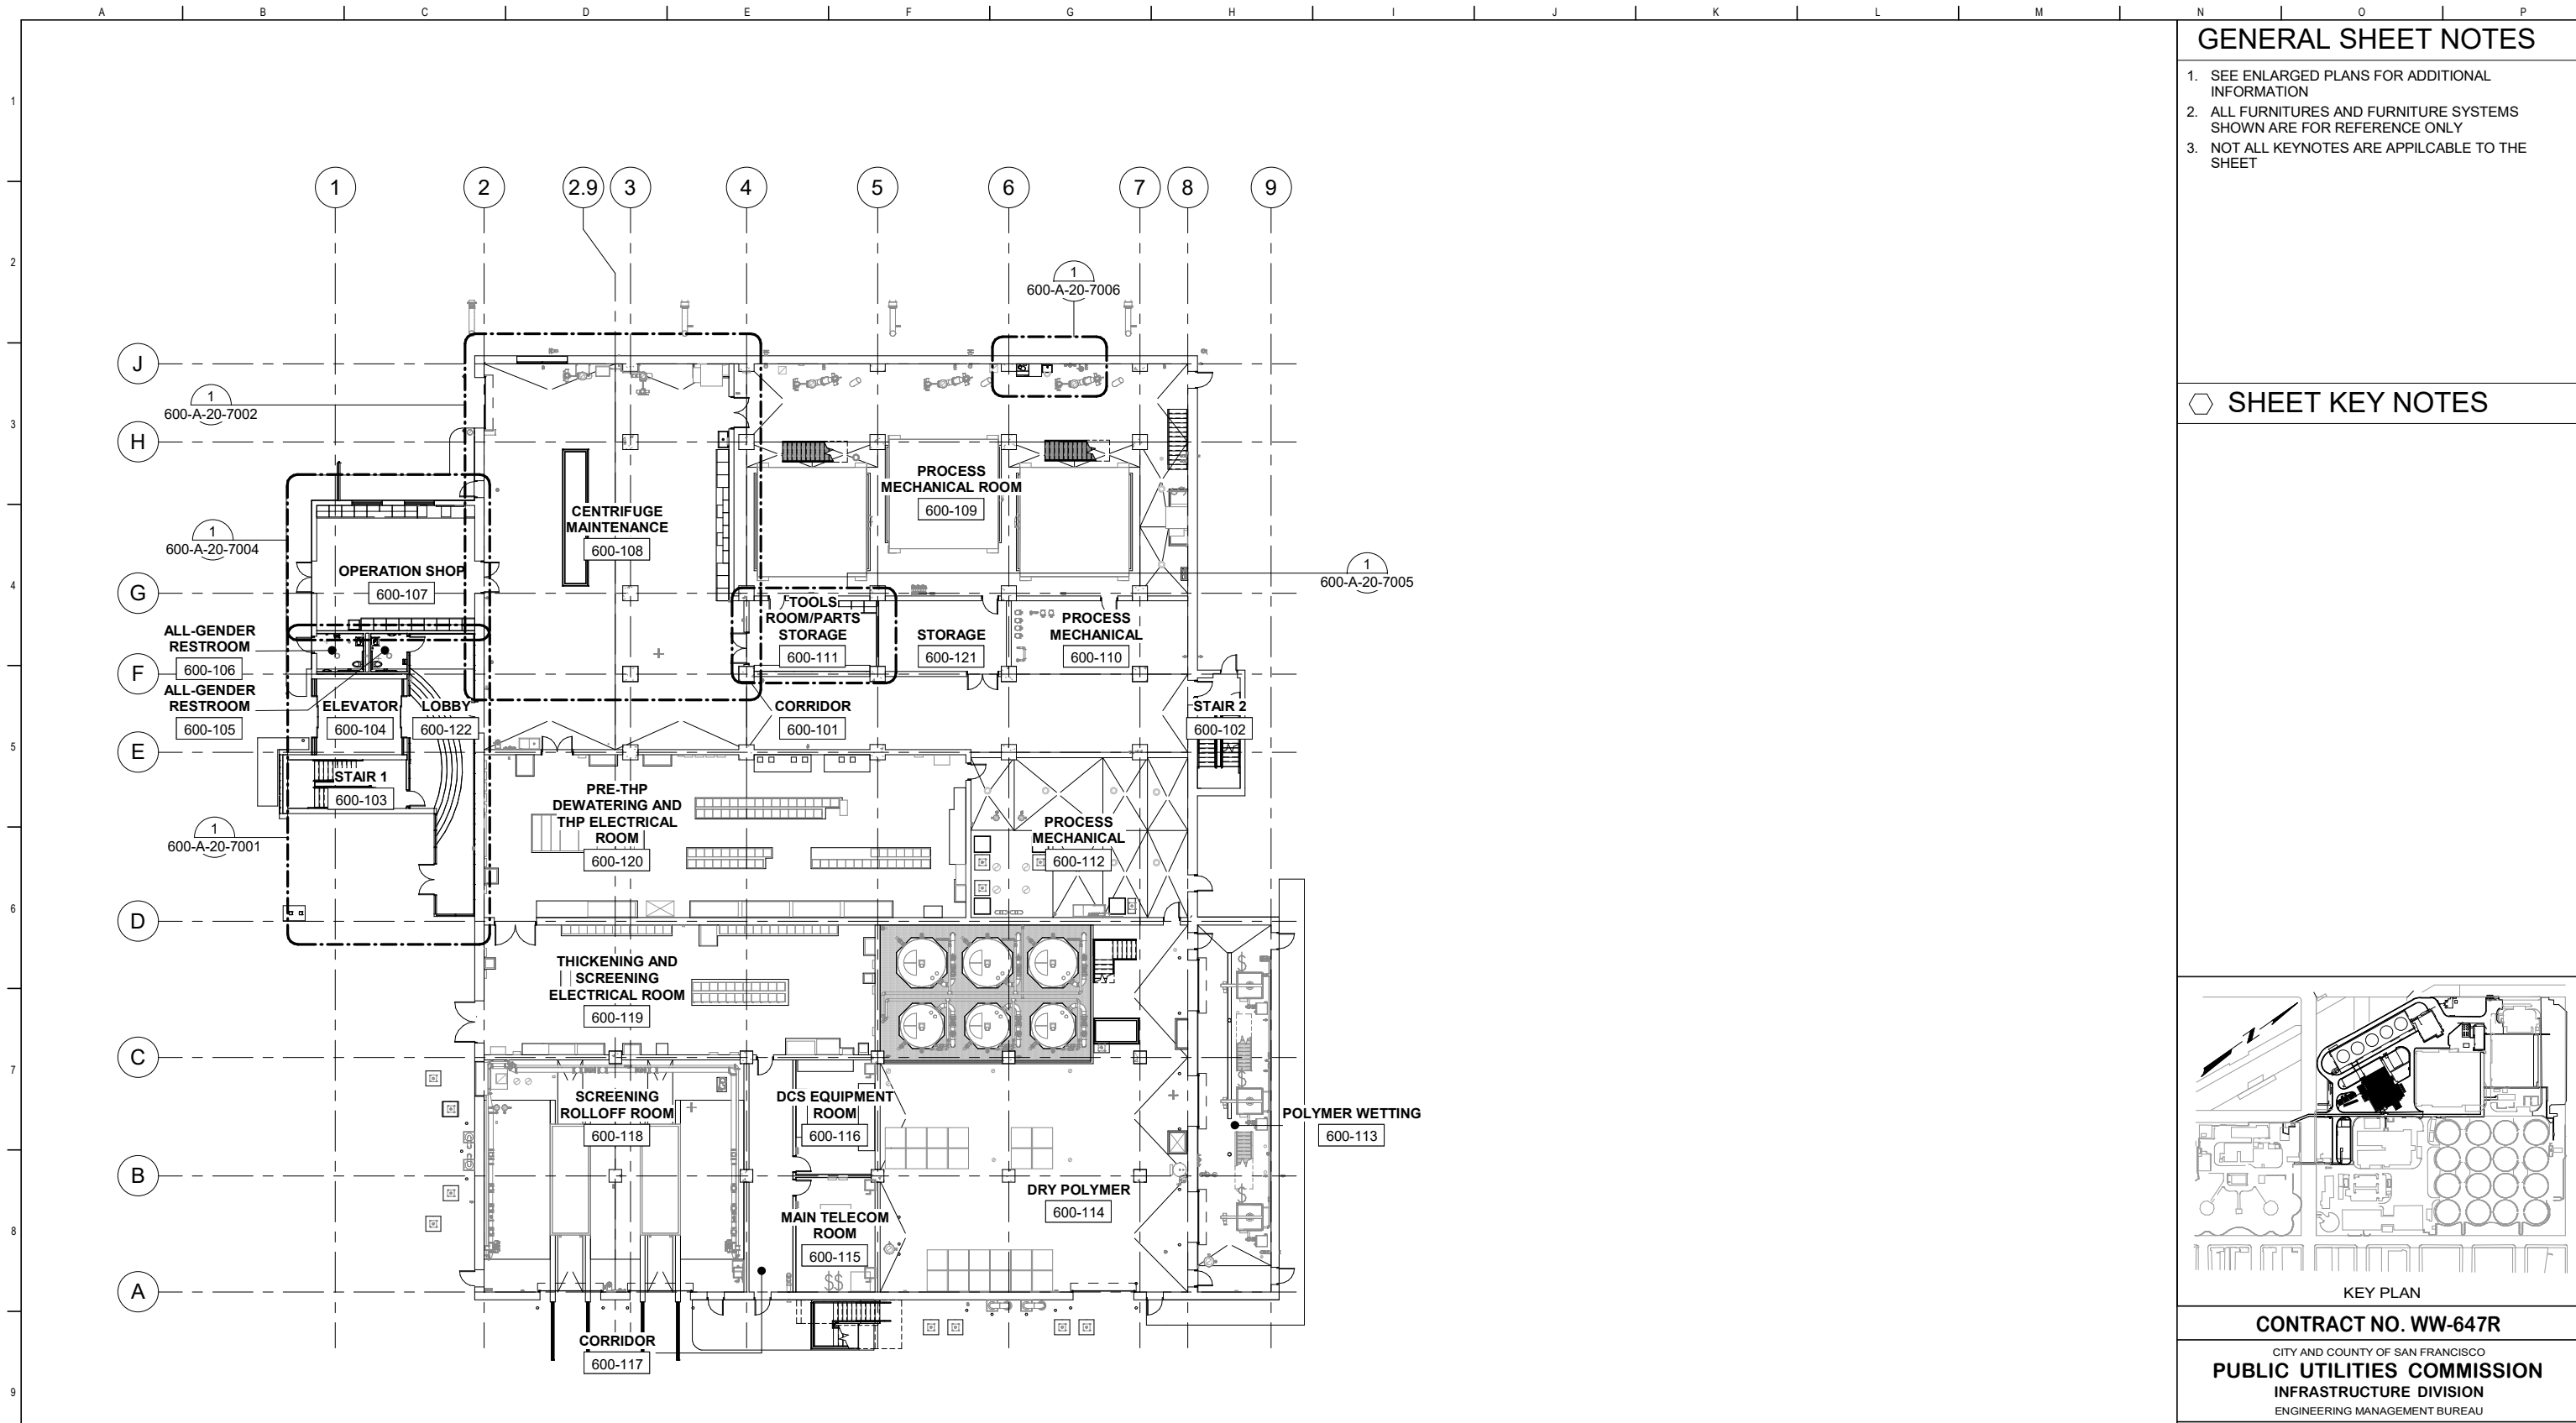 A B C D E F G H I J K L M N O P
1
2
3
4
5
6
7
8
9
GENERAL SHEET NOTES
1. SEE ENLARGED PLANS FOR ADDITIONAL
INFORMATION
2. ALL FURNITURES AND FURNITURE SYSTEMS
SHOWN ARE FOR REFERENCE ONLY
3. NOT ALL KEYNOTES ARE APPILCABLE TO THE
SHEET
SHEET KEY NOTES
1 2 2.9 3 4 5 6 7 8 9
J
H
G
F
E
D
C
B
A
1
600-A-20-7006
1
600-A-20-7002
1
600-A-20-7004
1
600-A-20-7005
1
600-A-20-7001
PROCESS
MECHANICAL ROOM
600-109
CENTRIFUGE
MAINTENANCE
600-108
OPERATION SHOP
600-107
TOOLS
ROOM/PARTS
STORAGE
600-111
STORAGE
600-121
PROCESS
MECHANICAL
600-110
ALL-GENDER
RESTROOM
600-106
ALL-GENDER
RESTROOM
600-105
ELEVATOR
600-104
LOBBY
600-122
CORRIDOR
600-101
STAIR 2
600-102
STAIR 1
600-103
PRE-THP
DEWATERING AND
THP ELECTRICAL
ROOM
600-120
PROCESS
MECHANICAL
600-112
THICKENING AND
SCREENING
ELECTRICAL ROOM
600-119
SCREENING
ROLLOFF ROOM
600-118
DCS EQUIPMENT
ROOM
600-116
POLYMER WETTING
600-113
DRY POLYMER
600-114
MAIN TELECOM
ROOM
600-115
CORRIDOR
600-117
Z
KEY PLAN
CONTRACT NO. WW-647R
CITY AND COUNTY OF SAN FRANCISCO
PUBLIC UTILITIES COMMISSION
INFRASTRUCTURE DIVISION
ENGINEERING MANAGEMENT BUREAU